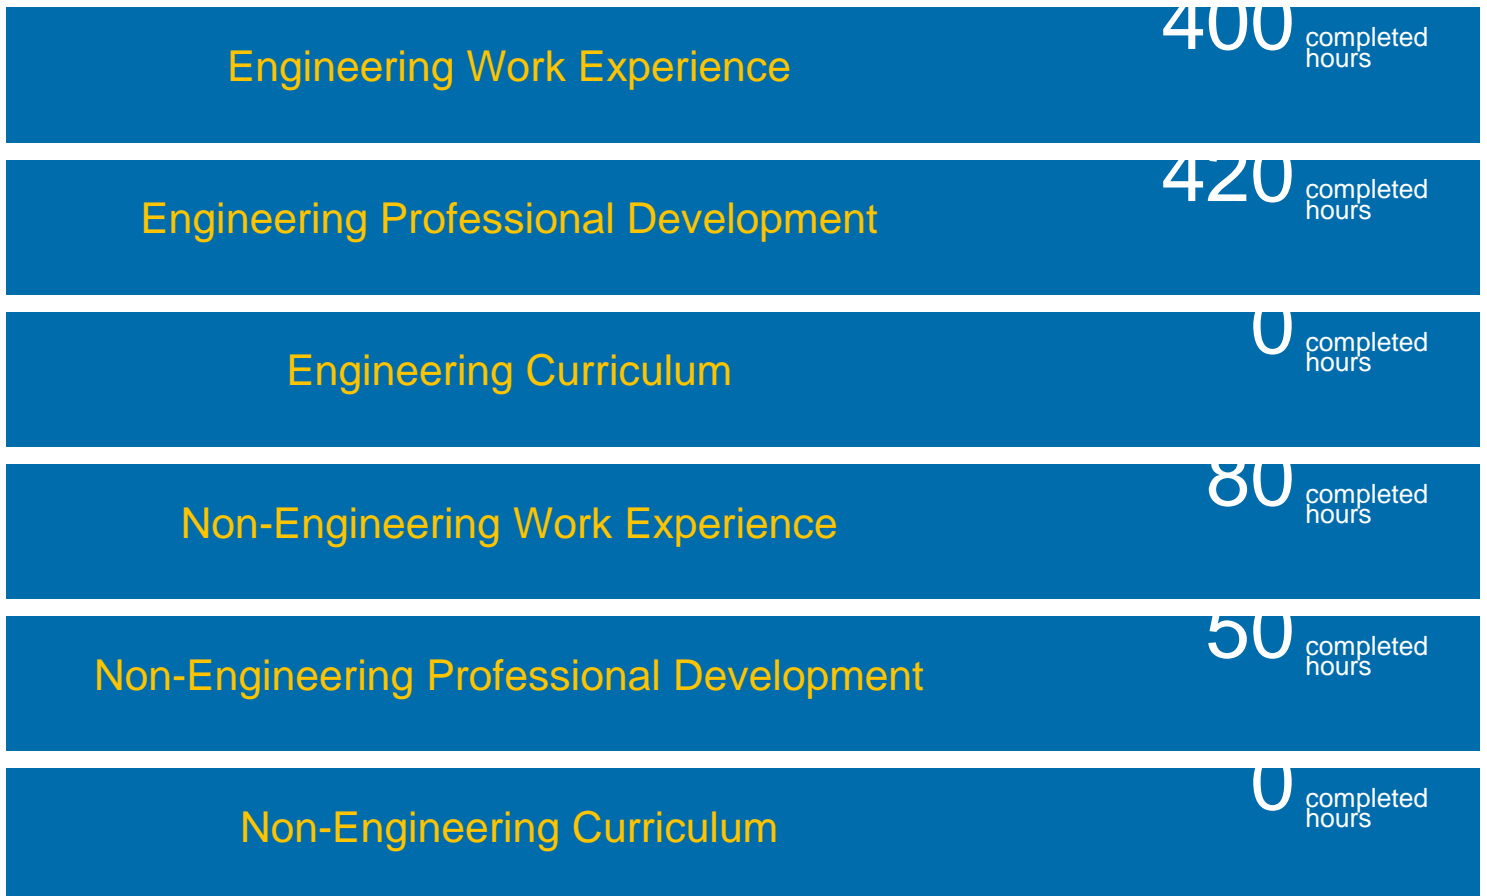 Engineering Work Experience 400 completed
hours
Engineering Professional Development 420 completed
hours
Engineering Curriculum 0 completed
hours
Non-Engineering Work Experience 80 completed
hours
Non-Engineering Professional Development 50 completed
hours
Non-Engineering Curriculum 0 completed
hours